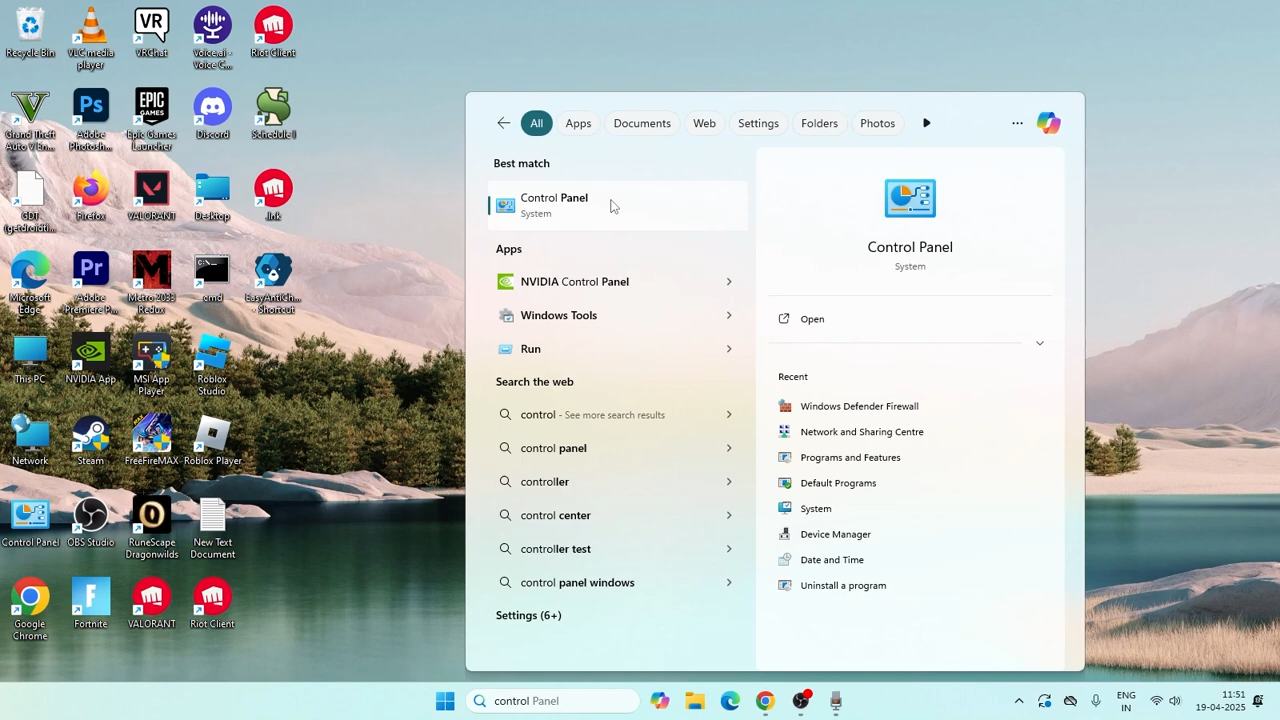 Recycle Bin
VLC media
player
VRChat
Voice.ai -
Voice C...
Riot Client
Grand Theft
Auto V En...
Adobe
Photosh...
Epic Games
Launcher
Discord
Schedule I
GDT
(getdroidti...
Firefox
VALORANT
Desktop
.lnk
Microsoft
Edge
Adobe
Premiere P...
Metro 2033
Redux
cmd
EasyAntiCh...
- Shortcut
This PC
NVIDIA App
MSI App
Player
Roblox
Studio
Network
Steam
FreeFireMAX
Roblox Player
Control Panel
OBS Studio
RuneScape
Dragonwilds
New Text
Document
Google
Chrome
Fortnite
VALORANT
Riot Client
All Apps Documents Web Settings Folders Photos
Best match
Control Panel
System
Apps
NVIDIA Control Panel
Windows Tools
Run
Search the web
control - See more search results
control panel
controller
control center
controller test
control panel windows
Settings (6+)
Control Panel
System
Open
Recent
Windows Defender Firewall
Network and Sharing Centre
Programs and Features
Default Programs
System
Device Manager
Date and Time
Uninstall a program
control Panel
ENG
IN
11:51
19-04-2025